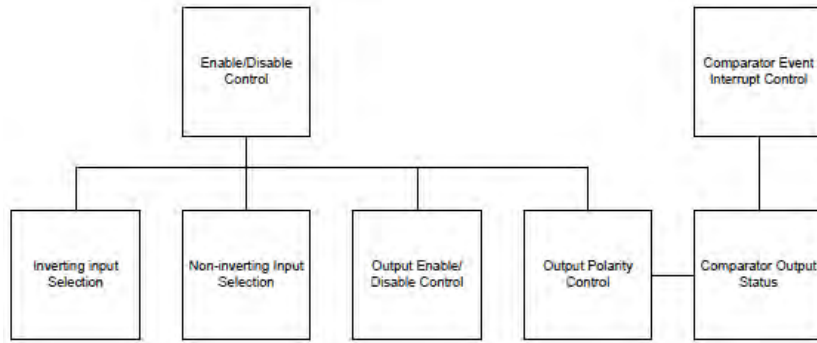 Enable/Disable
Control
Comparator Event
Interrupt Control
Inverting input
Selection
Non-inverting Input
Selection
Output Enable/
Disable Control
Output Polarity
Control
Comparator Output
Status